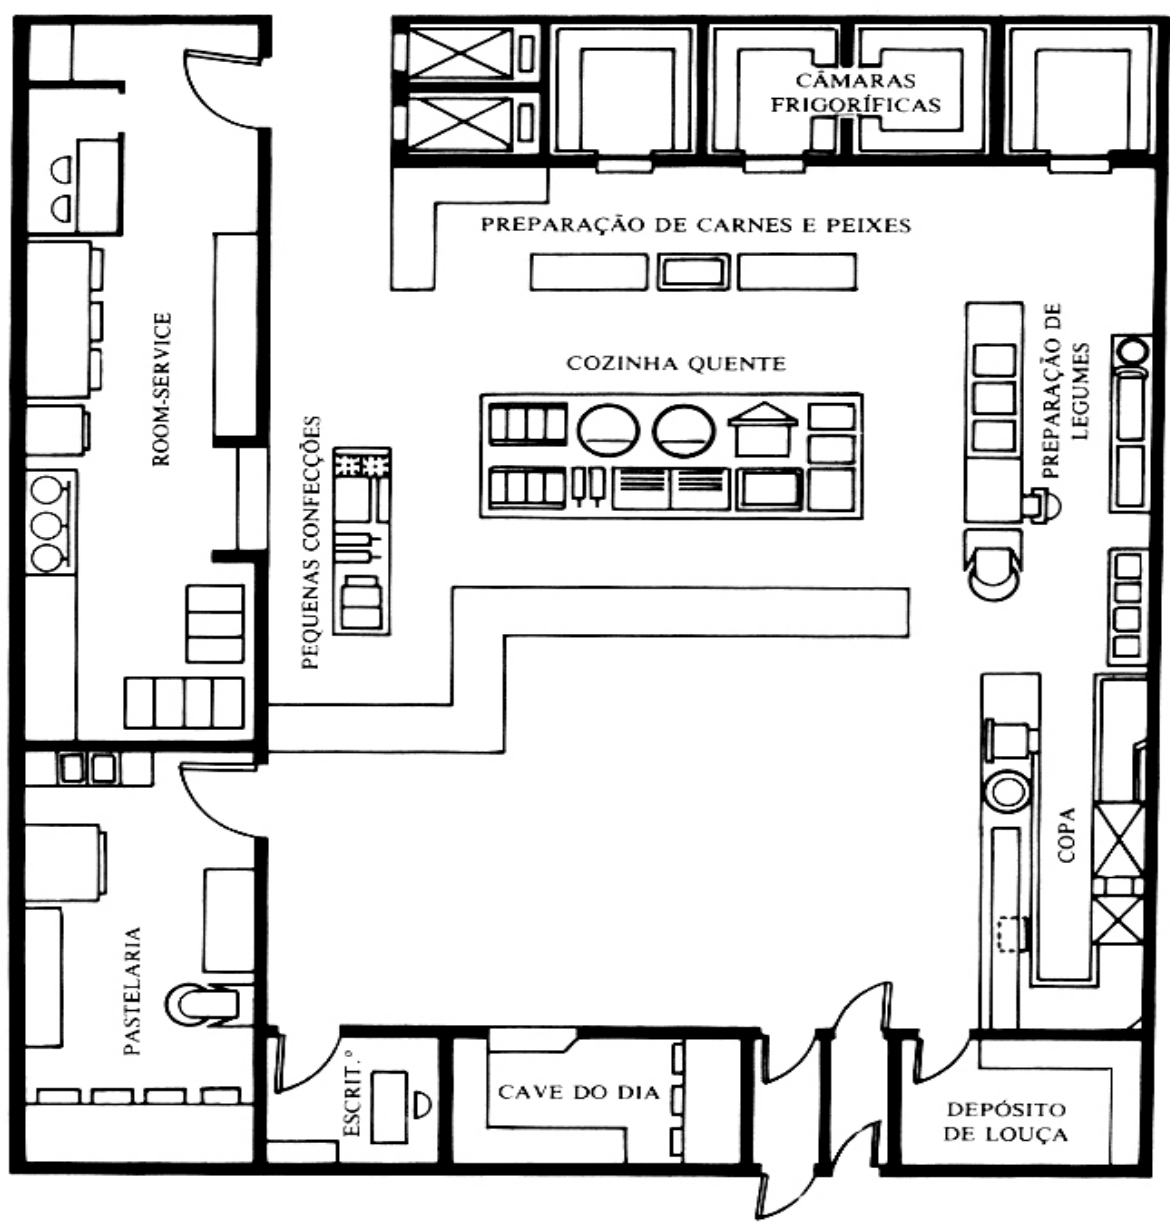 CÂMARAS
FRIGORÍFICAS
PREPARAÇÃO DE CARNES E PEIXES
COZINHA QUENTE
PREPARAÇÃO DE
LEGUMES
ROOM-SERVICE
PEQUENAS CONFECÇÕES
COPA
PASTELARIA
ESCRIT.º
CAVE DO DIA
DEPÓSITO
DE LOUÇA